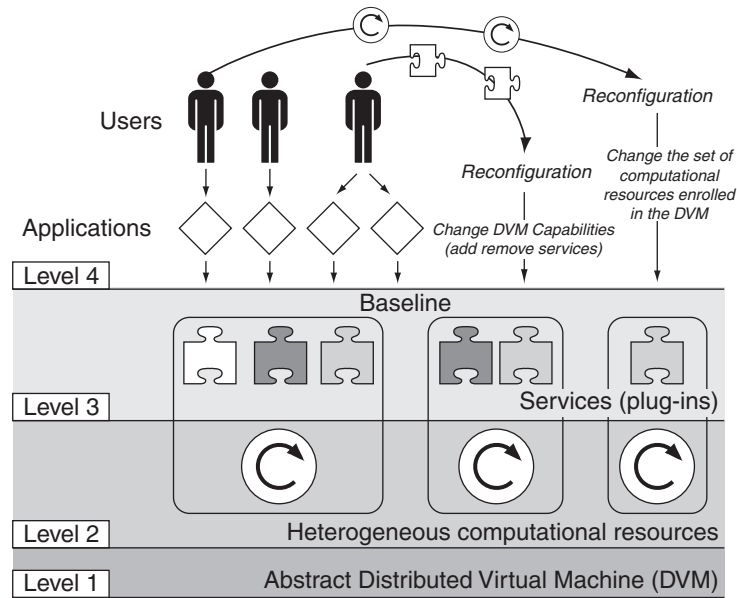 Users
Reconfiguration
Reconfiguration
Change the set of
computational
resources enrolled
in the DVM
Applications
Change DVM Capabilities
(add remove services)
Level 4
Baseline
Services (plug-ins)
Level 3
Level 2
Heterogeneous computational resources
Level 1
Abstract Distributed Virtual Machine (DVM)